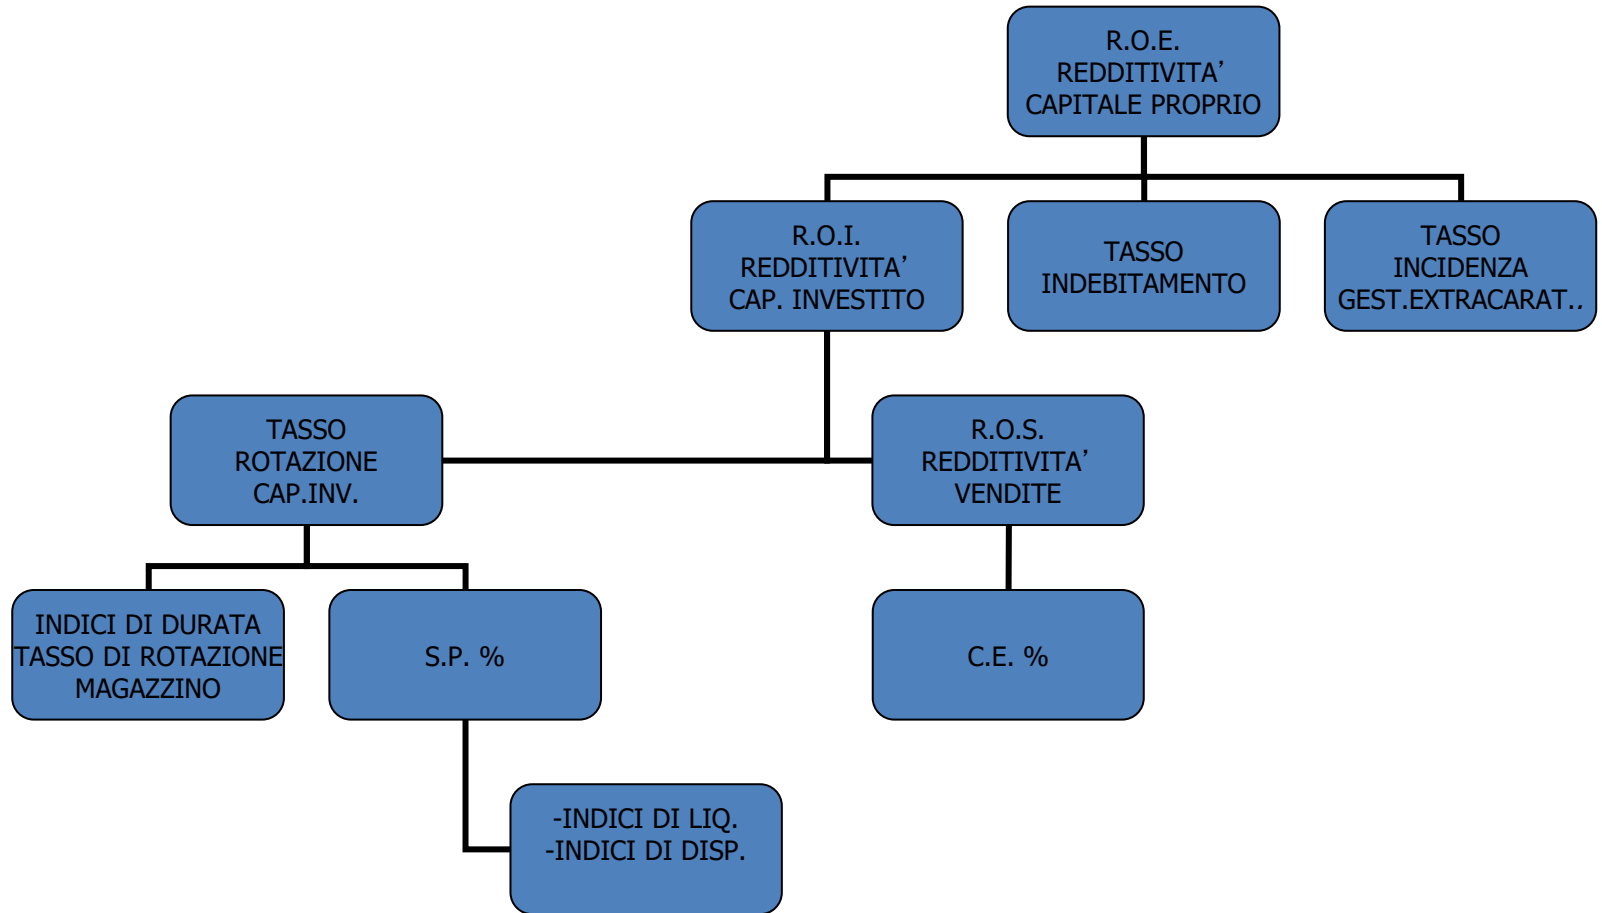 R.O.E.
REDDITIVITA’
CAPITALE PROPRIO
R.O.I.
REDDITIVITA’
CAP. INVESTITO
TASSO
INDEBITAMENTO
TASSO
INCIDENZA
GEST.EXTRACARAT..
TASSO
ROTAZIONE
CAP.INV.
R.O.S.
REDDITIVITA’
VENDITE
INDICI DI DURATA
TASSO DI ROTAZIONE
MAGAZZINO
S.P. %
C.E. %
-INDICI DI LIQ.
-INDICI DI DISP.